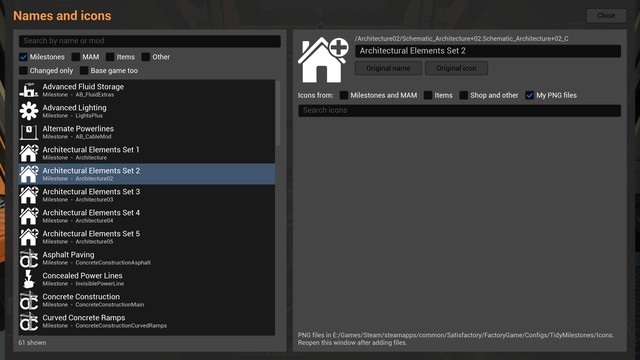 Names and icons
Close
Search by name or mod
Milestones MAM Items Other
Changed only Base game too
Advanced Fluid Storage
Milestone - AB_FluidExtras
Advanced Lighting
Milestone - LightsPlus
Alternate Powerlines
Milestone - AB_CableMod
Architectural Elements Set 1
Milestone - Architecture
Architectural Elements Set 2
Milestone - Architecture02
Architectural Elements Set 3
Milestone - Architecture03
Architectural Elements Set 4
Milestone - Architecture04
Architectural Elements Set 5
Milestone - Architecture05
Asphalt Paving
Milestone - ConcreteConstructionAsphalt
Concealed Power Lines
Milestone - InvisiblePowerLine
Concrete Construction
Milestone - ConcreteConstructionMain
Curved Concrete Ramps
Milestone - ConcreteConstructionCurvedRamps
61 shown
/Architecture02/Schematic_Architecture+02.Schematic_Architecture+02_C
Architectural Elements Set 2
Original name Original icon
Icons from: Milestones and MAM Items Shop and other My PNG files
Search icons
PNG files in E:/Games/Steam/steamapps/common/Satisfactory/FactoryGame/Configs/TidyMilestones/Icons.
Reopen this window after adding files.